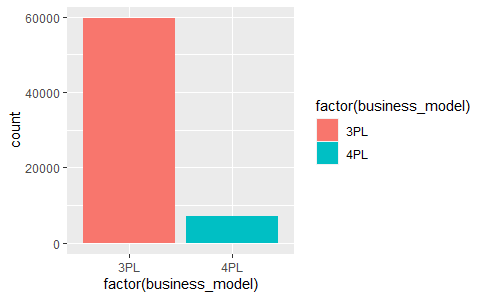 60000
40000
20000
0
count
3PL
4PL
factor(business_model)
factor(business_model)
3PL
4PL